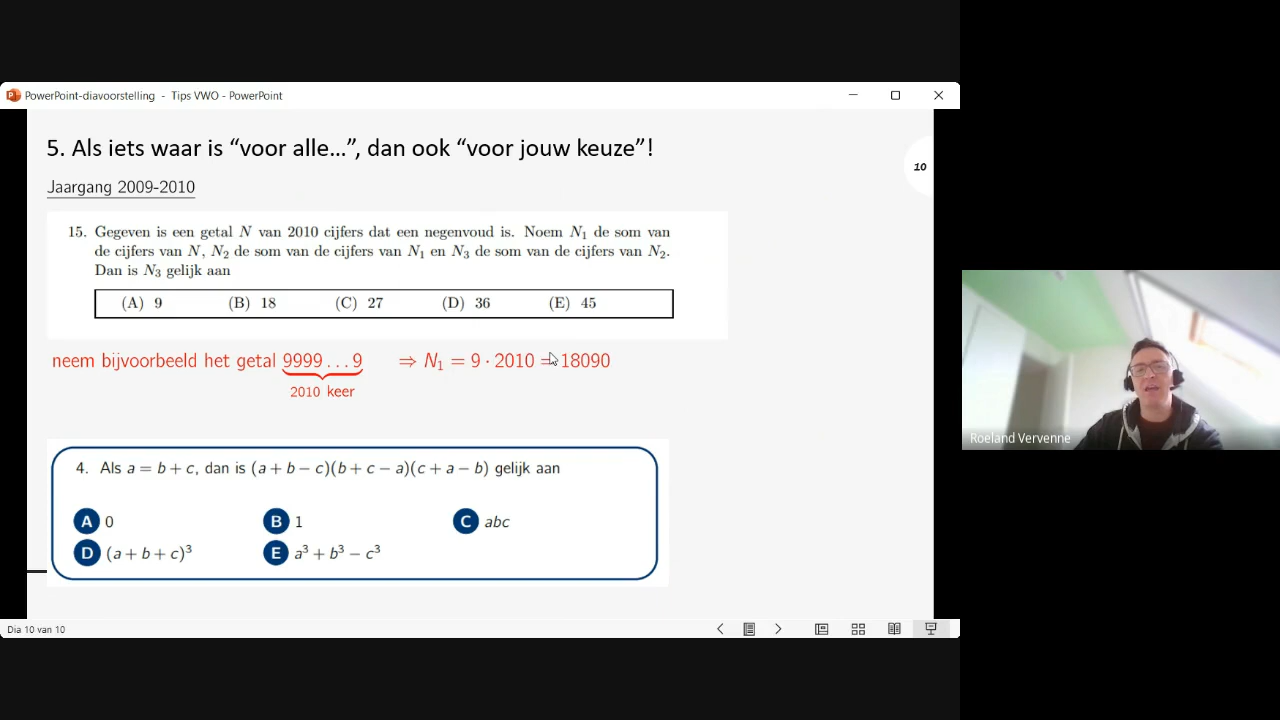 PowerPoint-diavoorstelling - Tips VWO - PowerPoint
5. Als iets waar is “voor alle…”, dan ook “voor jouw keuze”!
10
Jaargang 2009-2010
15. Gegeven is een getal N van 2010 cijfers dat een negenvoud is. Noem N₁ de som van
de cijfers van N, N₂ de som van de cijfers van N₁ en N₃ de som van de cijfers van N₂.
Dan is N₃ gelijk aan
(A) 9 (B) 18 (C) 27 (D) 36 (E) 45
neem bijvoorbeeld het getal 9999...9 ⇒ N₁ = 9 · 2010 = 18090
2010 keer
Roeland Vervenne
4. Als a = b + c, dan is (a + b − c)(b + c − a)(c + a − b) gelijk aan
A 0 B 1 C abc
D (a + b + c)³ E a³ + b³ − c³
Dia 10 van 10